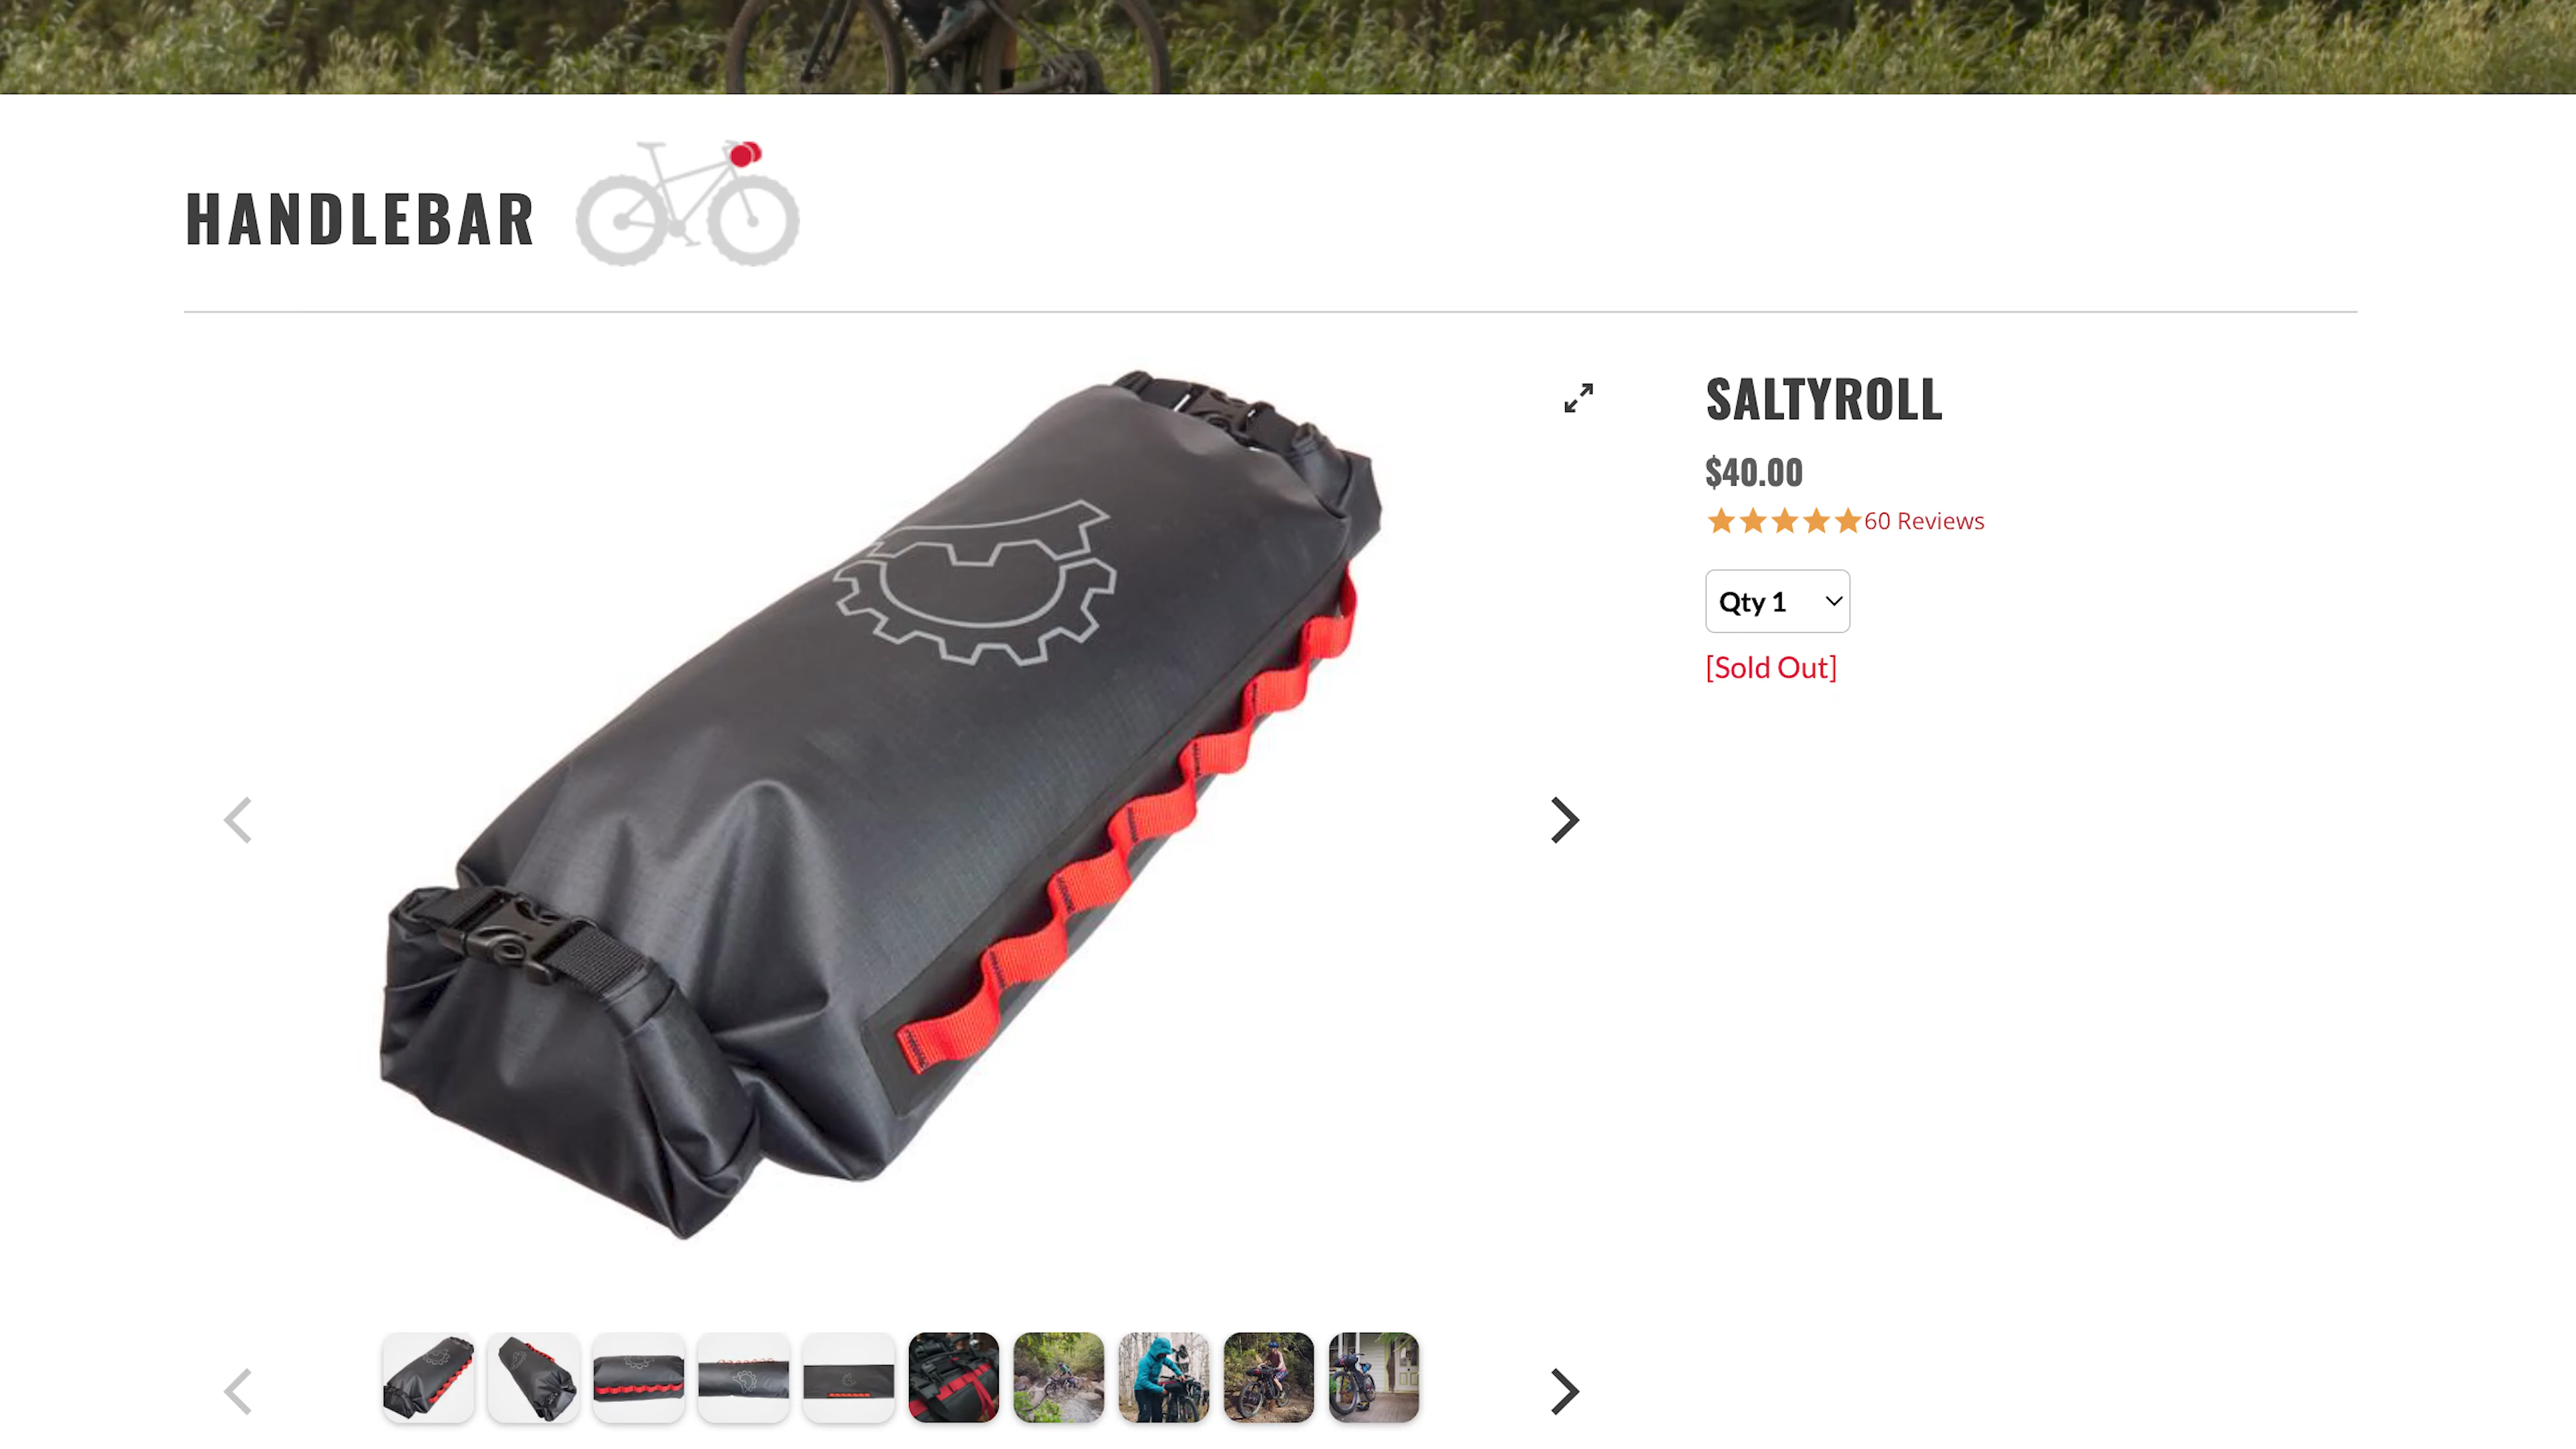 HANDLEBAR
SALTYROLL
$40.00
60 Reviews
Qty 1
[Sold Out]